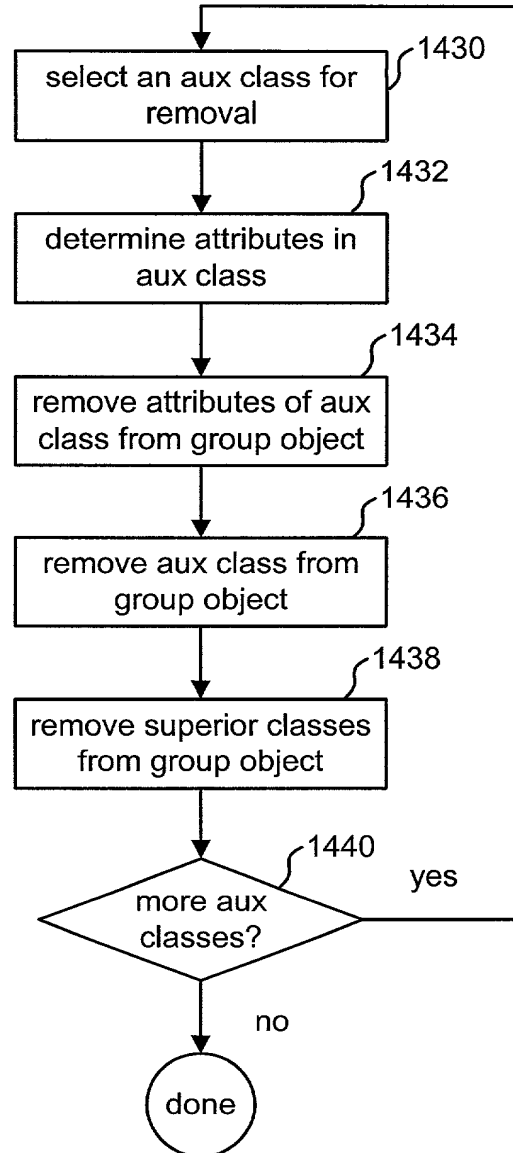 1430
select an aux class for
removal
1432
determine attributes in
aux class
1434
remove attributes of aux
class from group object
1436
remove aux class from
group object
1438
remove superior classes
from group object
1440
more aux
classes?
yes
no
done